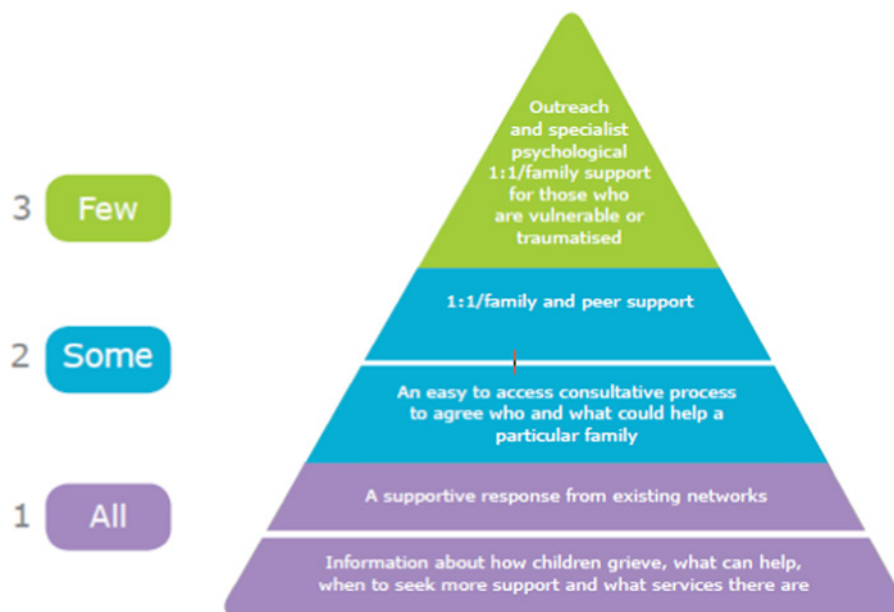 Outreach
and specialist
psychological
1:1/family support
for those who
are vulnerable or
traumatised
3 Few
1:1/family and peer support
2 Some
An easy to access consultative process
to agree who and what could help a
particular family
A supportive response from existing networks
1 All
Information about how children grieve, what can help,
when to seek more support and what services there are